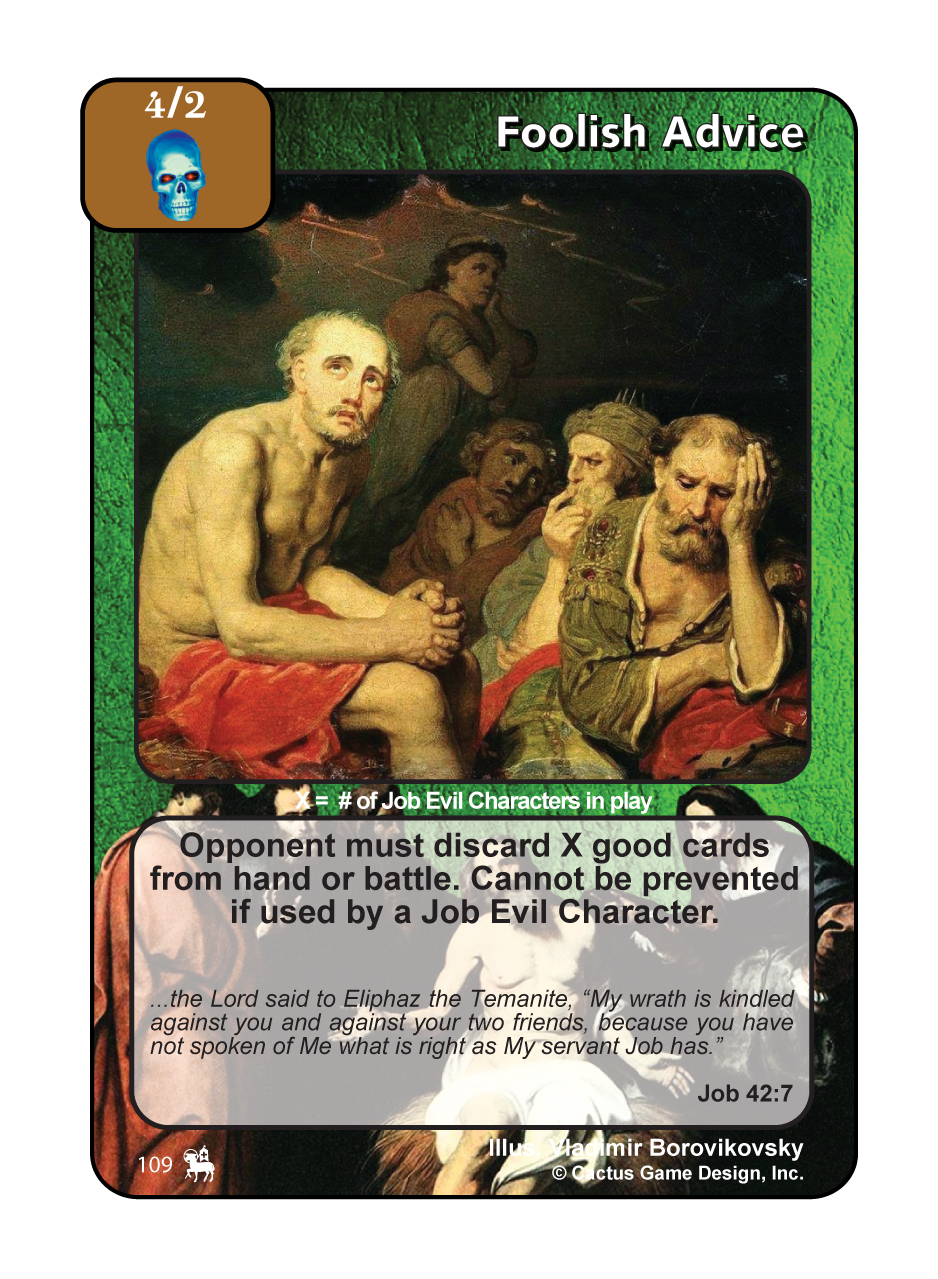 4/2
Foolish Advice
X = # of Job Evil Characters in play
Opponent must discard X good cards
from hand or battle. Cannot be prevented
if used by a Job Evil Character.
...the Lord said to Eliphaz the Temanite, “My wrath is kindled
against you and against your two friends, because you have
not spoken of Me what is right as My servant Job has.”
Job 42:7
Illus. Vladimir Borovikovsky
109
© Cactus Game Design, Inc.